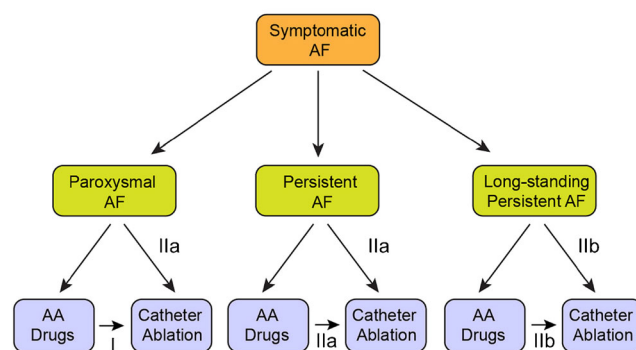 Symptomatic
AF
Paroxysmal
AF
Persistent
AF
Long-standing
Persistent AF
IIa
IIa
IIb
AA
Drugs
I
Catheter
Ablation
AA
Drugs
IIa
Catheter
Ablation
AA
Drugs
IIb
Catheter
Ablation